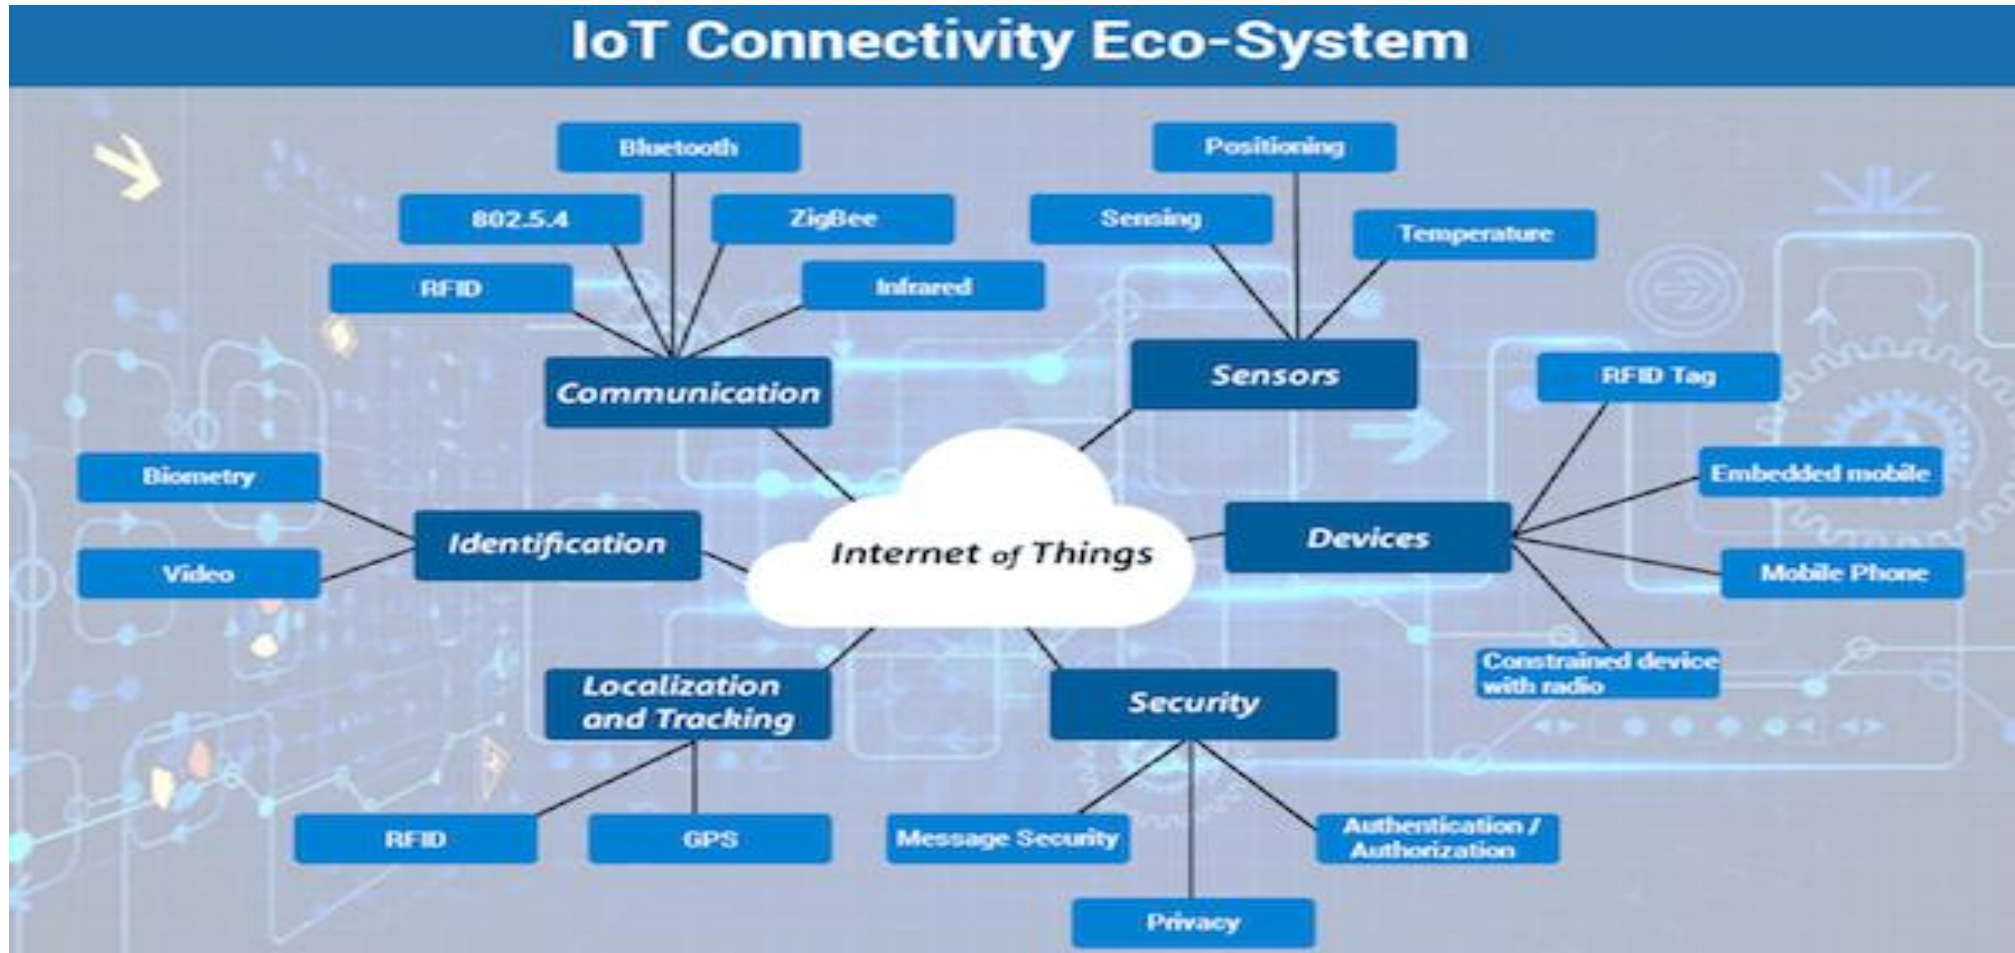 IoT Connectivity Eco-System
Bluetooth
Positioning
802.5.4
ZigBee
Sensing
Temperature
RFID
Infrared
Communication
Sensors
RFID Tag
Biometry
Embedded mobile
Identification
Internet of Things
Devices
Video
Mobile Phone
Localization
and Tracking
Security
Constrained device
with radio
RFID
GPS
Message Security
Authentication /
Authorization
Privacy